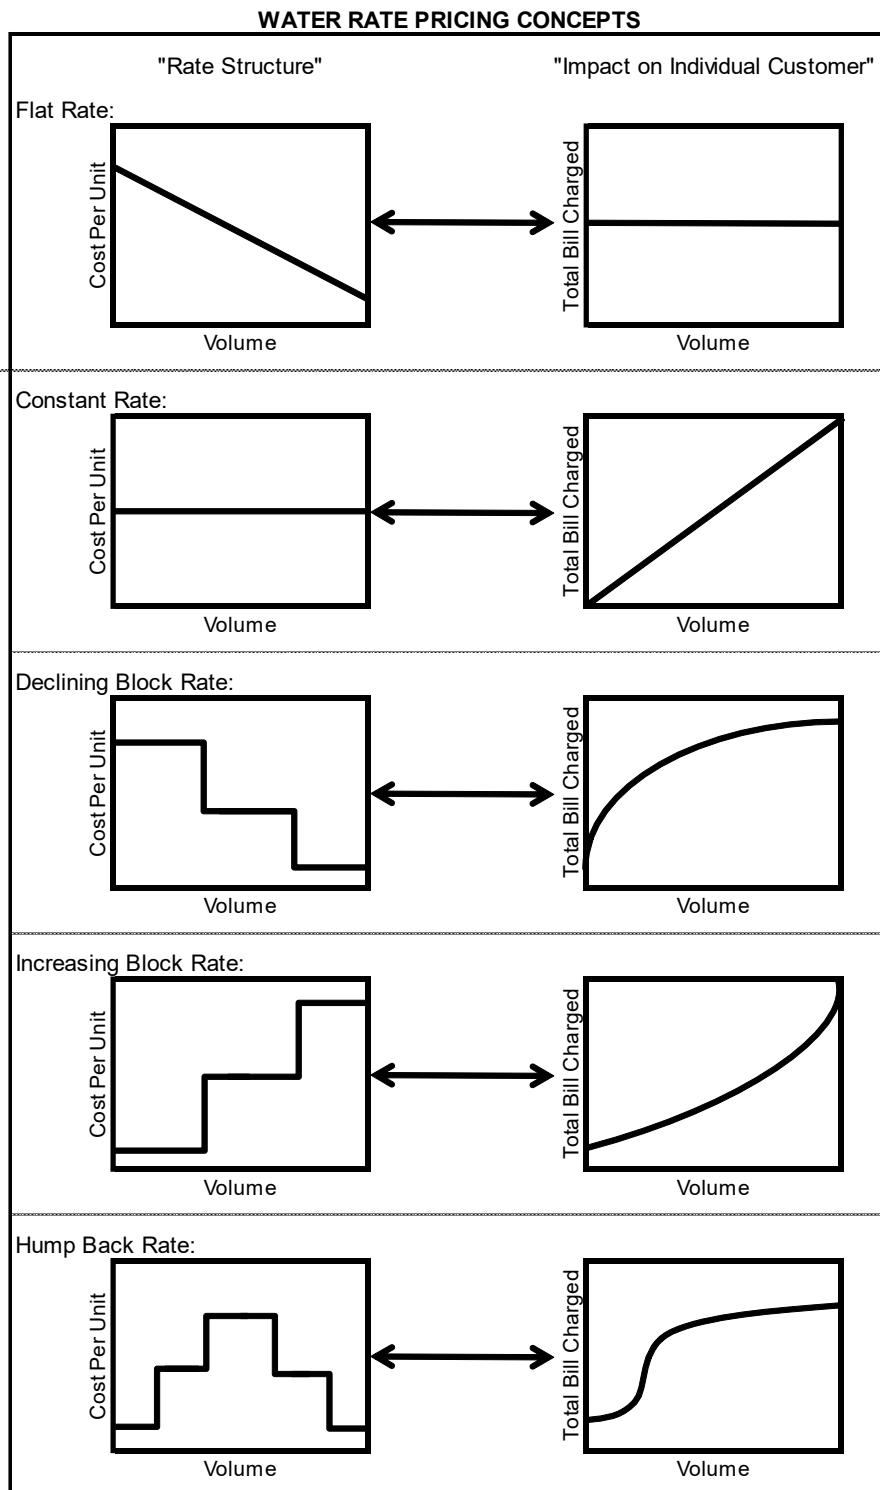 WATER RATE PRICING CONCEPTS
"Rate Structure"
"Impact on Individual Customer"
Flat Rate:
Cost Per Unit
Volume
Total Bill Charged
Volume
Constant Rate:
Cost Per Unit
Volume
Total Bill Charged
Volume
Declining Block Rate:
Cost Per Unit
Volume
Total Bill Charged
Volume
Increasing Block Rate:
Cost Per Unit
Volume
Total Bill Charged
Volume
Hump Back Rate:
Cost Per Unit
Volume
Total Bill Charged
Volume